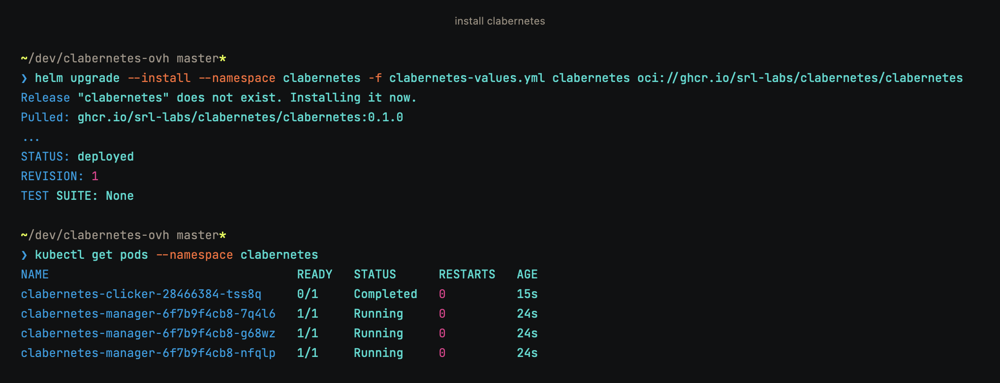 install clabernetes
~/dev/clabernetes-ovh master*
❯ helm upgrade --install --namespace clabernetes -f clabernetes-values.yml clabernetes oci://ghcr.io/srl-labs/clabernetes/clabernetes
Release "clabernetes" does not exist. Installing it now.
Pulled: ghcr.io/srl-labs/clabernetes/clabernetes:0.1.0
...
STATUS: deployed
REVISION: 1
TEST SUITE: None
~/dev/clabernetes-ovh master*
❯ kubectl get pods --namespace clabernetes
NAME READY STATUS RESTARTS AGE
clabernetes-clicker-28466384-tss8q 0/1 Completed 0 15s
clabernetes-manager-6f7b9f4cb8-7q4l6 1/1 Running 0 24s
clabernetes-manager-6f7b9f4cb8-g68wz 1/1 Running 0 24s
clabernetes-manager-6f7b9f4cb8-nfqlp 1/1 Running 0 24s